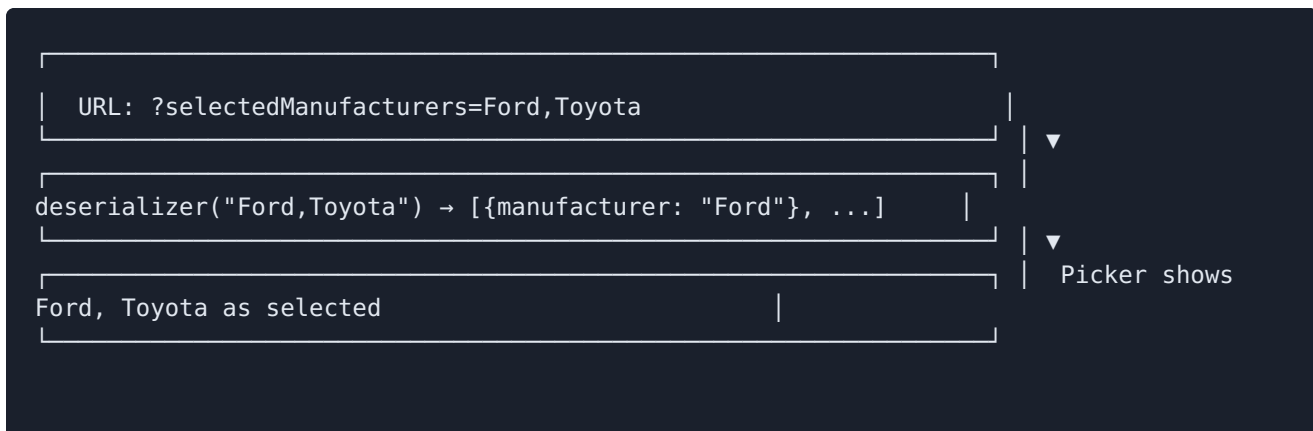 ┌────────────────────────────────────────────────────┐
│  URL: ?selectedManufacturers=Ford,Toyota                    │
└────────────────────────────────────────────────────┘ │ ▼
┌────────────────────────────────────────────────────┐ │
deserializer("Ford,Toyota") → [{manufacturer: "Ford"}, ...]    │
└────────────────────────────────────────────────────┘ │ ▼
┌────────────────────────────────────────────────────┐ │  Picker shows
Ford, Toyota as selected                      │
└────────────────────────────────────────────────────┘